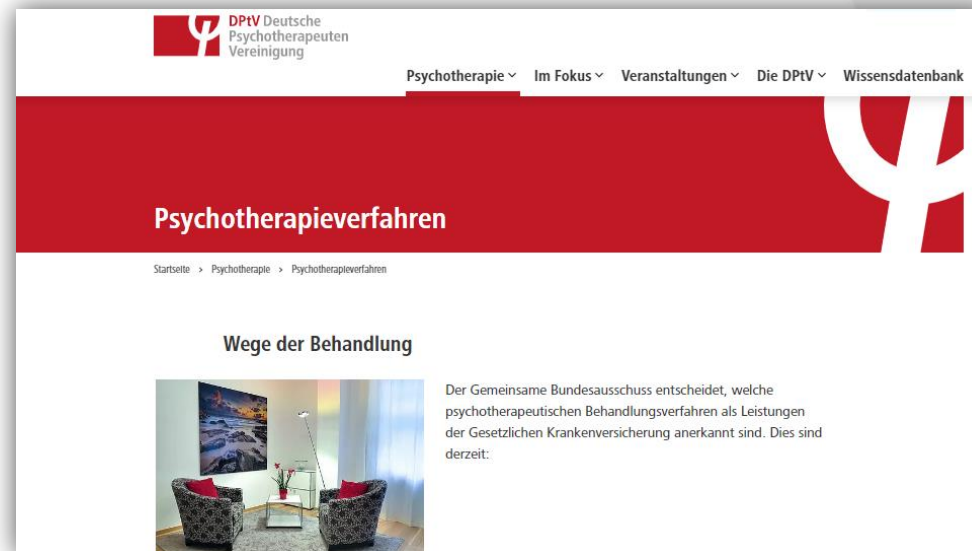 DPtV Deutsche
Psychotherapeuten
Vereinigung
Psychotherapie Im Fokus Veranstaltungen Die DPtV Wissensdatenbank
Psychotherapieverfahren
Startseite > Psychotherapie > Psychotherapieverfahren
Wege der Behandlung
Der Gemeinsame Bundesausschuss entscheidet, welche
psychotherapeutischen Behandlungsverfahren als Leistungen
der Gesetzlichen Krankenversicherung anerkannt sind. Dies sind
derzeit: